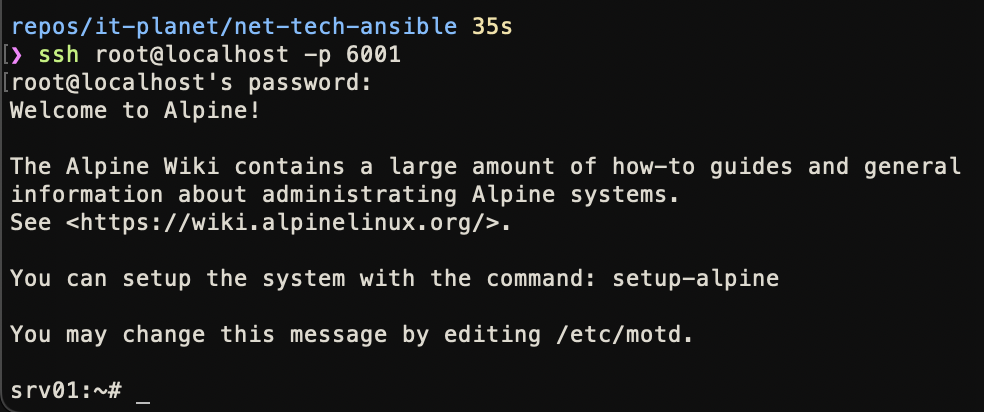 repos/it-planet/net-tech-ansible 35s
[❯ ssh root@localhost -p 6001
[root@localhost's password:
Welcome to Alpine!
The Alpine Wiki contains a large amount of how-to guides and general
information about administrating Alpine systems.
See <https://wiki.alpinelinux.org/>.
You can setup the system with the command: setup-alpine
You may change this message by editing /etc/motd.
srv01:~# _